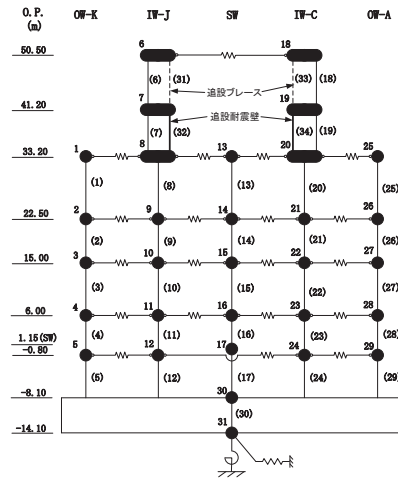 O.P. OW-K IW-J SW IW-C OW-A
(m)
50.50 6 18
(6) (31) (33) (18)
追設ブレース
41.20 7 19
追設耐震壁
(7) (32) (34) (19)
33.20 1 8 13 20 25
(1) (8) (13) (20) (25)
22.50 2 9 14 21 26
(2) (9) (14) (21) (26)
15.00 3 10 15 22 27
(3) (10) (15) (22) (27)
6.00 4 11 16 23 28
(4) (11) (16) (23) (28)
1.15(SW) 17
-0.80 5 12 24 29
(5) (12) (17) (24) (29)
-8.10 30
(30)
-14.10 31